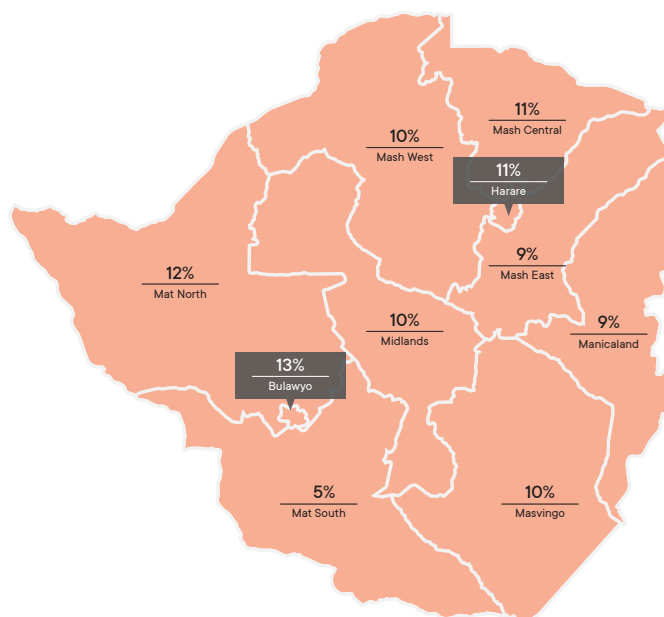 11%
Mash Central
10%
Mash West
11%
Harare
9%
Mash East
12%
Mat North
10%
Midlands
9%
Manicaland
13%
Bulawyo
5%
Mat South
10%
Masvingo